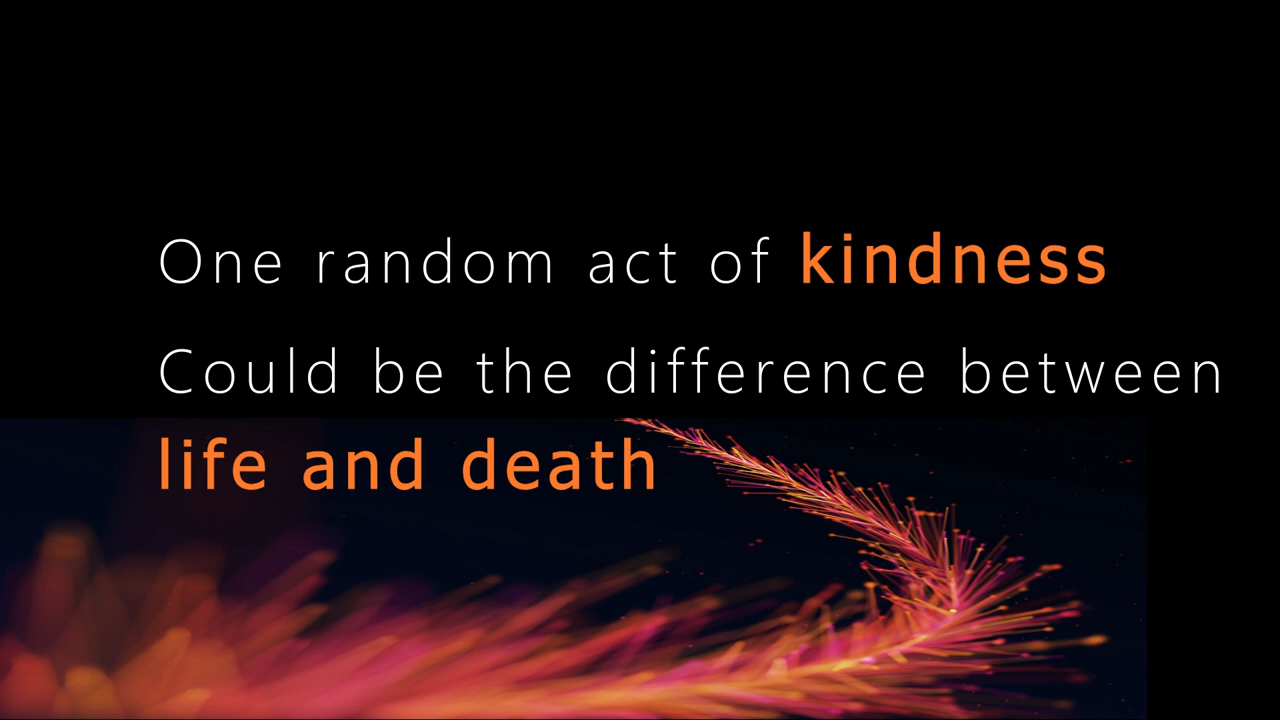 One random act of kindness
Could be the difference between
life and death